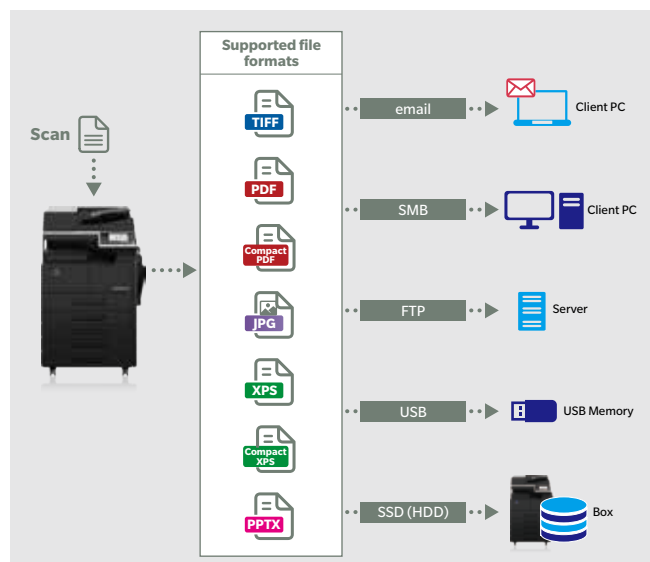 Supported file
formats
Scan
TIFF
PDF
Compact
PDF
JPG
XPS
Compact
XPS
PPTX
email
Client PC
SMB
Client PC
FTP
Server
USB
USB Memory
SSD (HDD)
Box